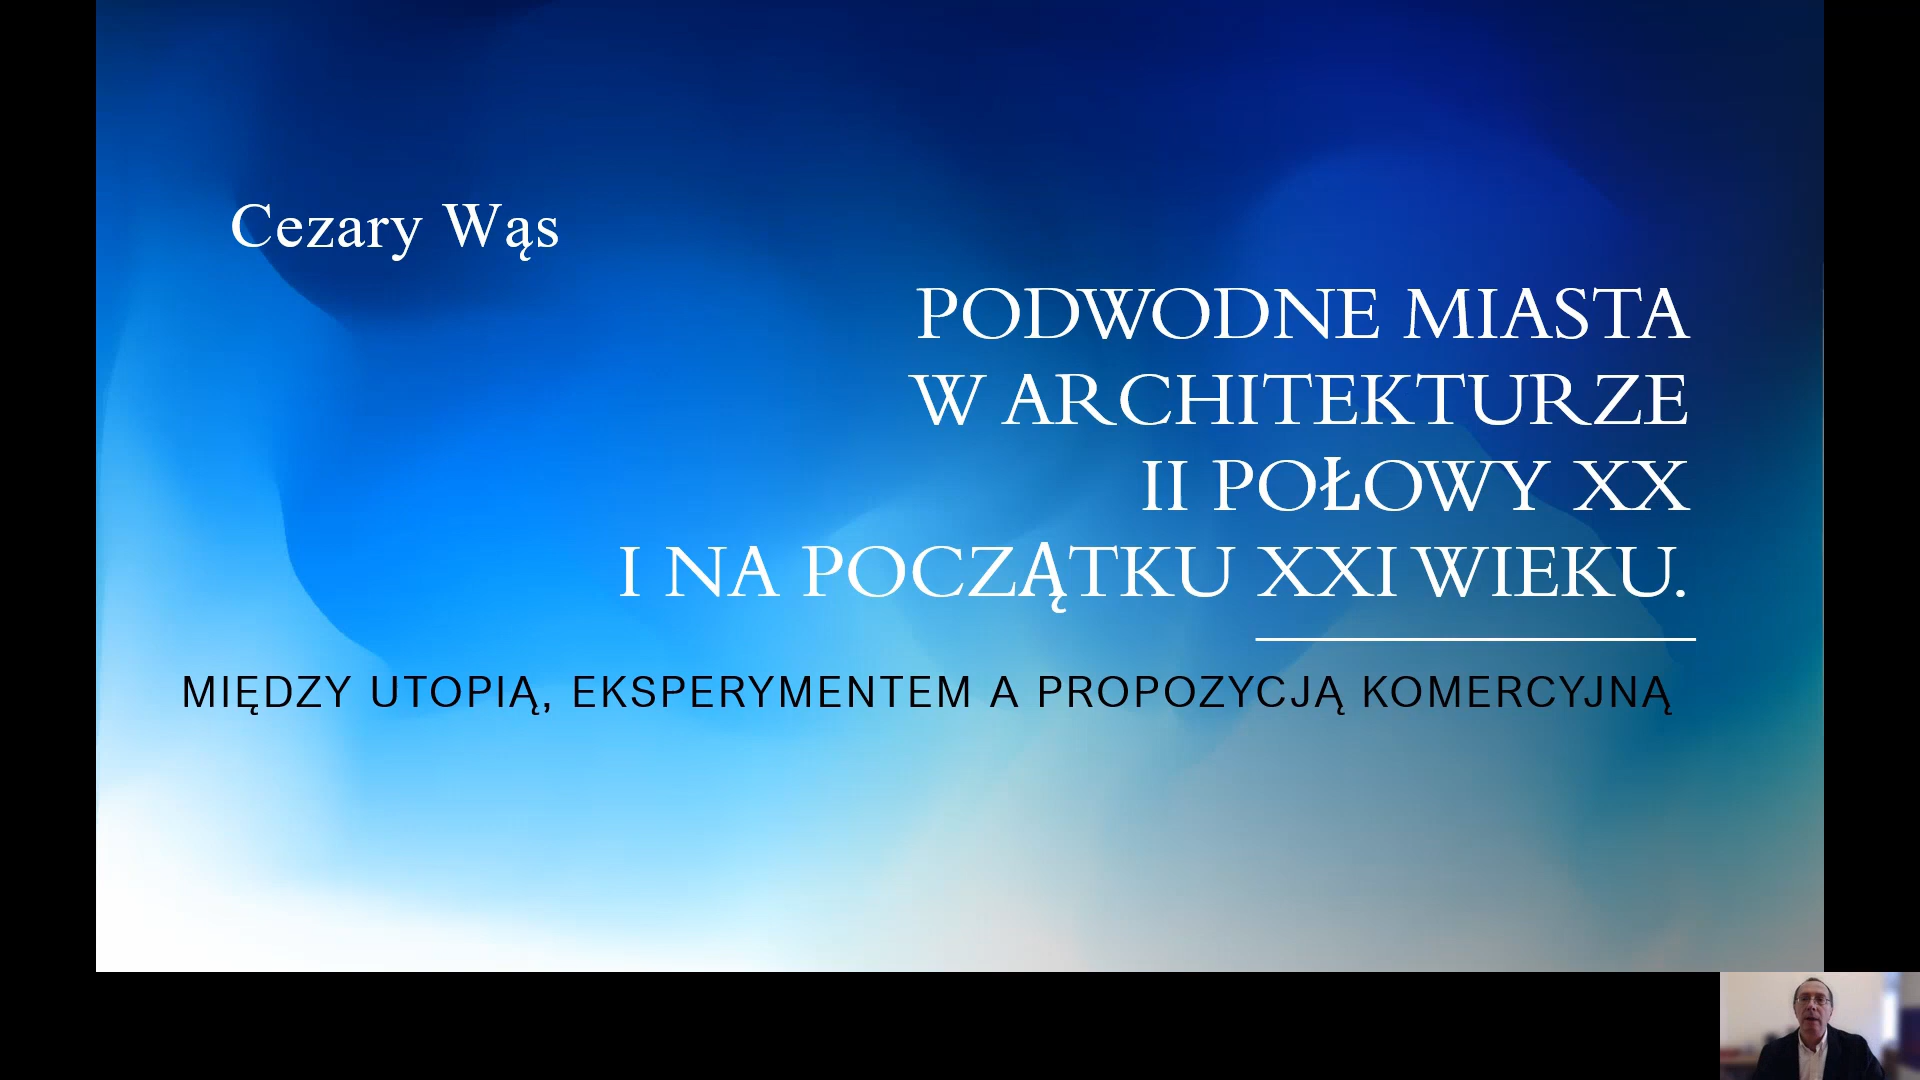 Cezary Wąs
PODWODNE MIASTA
W ARCHITEKTURZE
II POŁOWY XX
I NA POCZĄTKU XXI WIEKU.
MIĘDZY UTOPIĄ, EKSPERYMENTEM A PROPOZYCJĄ KOMERCYJNĄ